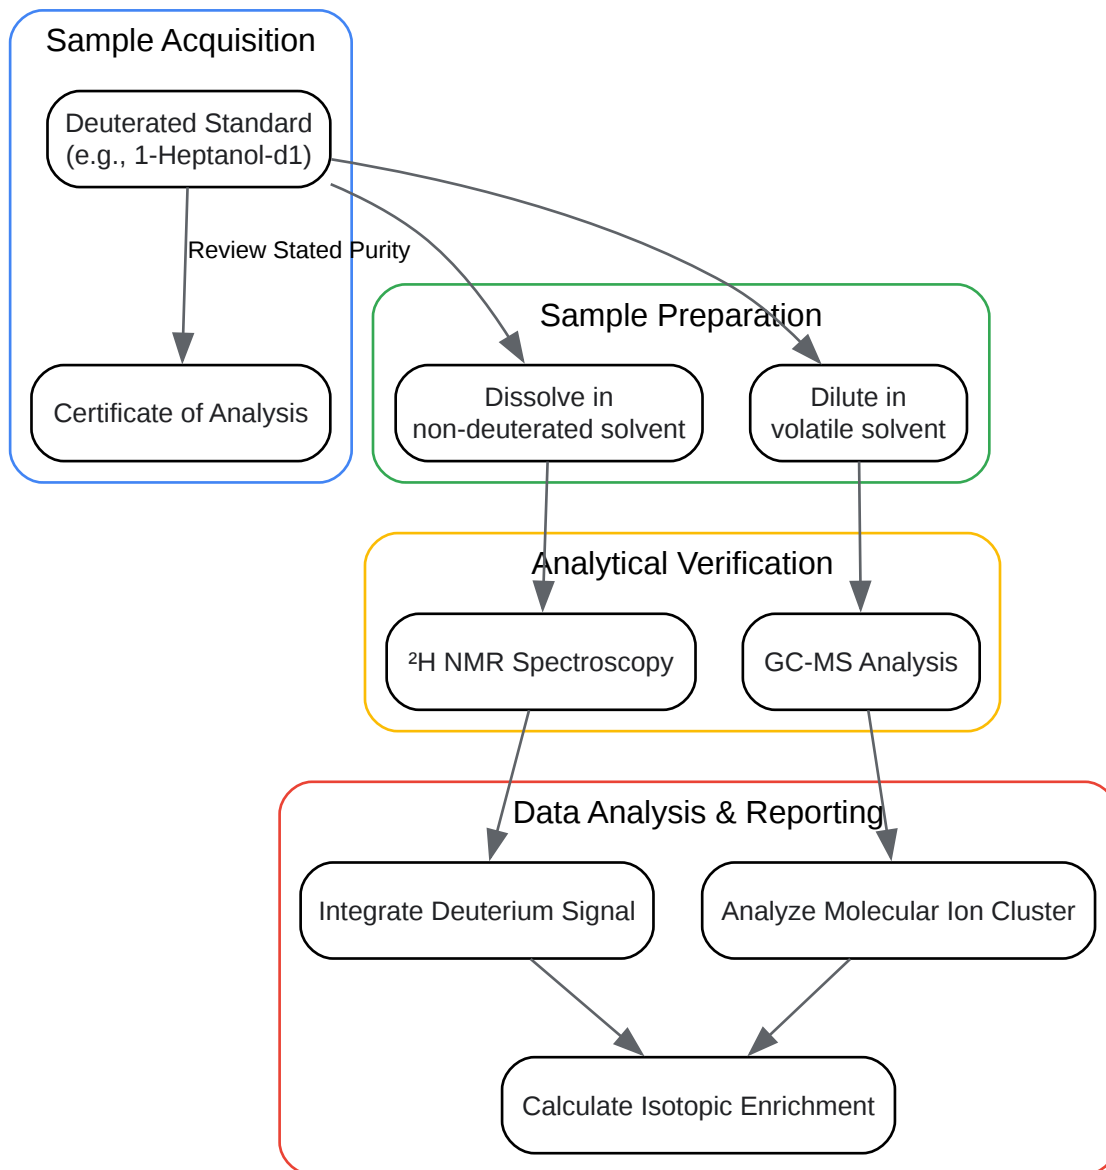 Sample Acquisition
Deuterated Standard
(e.g., 1-Heptanol-d1)
Review Stated Purity
Certificate of Analysis
Sample Preparation
Dissolve in
non-deuterated solvent
Dilute in
volatile solvent
Analytical Verification
²H NMR Spectroscopy
GC-MS Analysis
Data Analysis & Reporting
Integrate Deuterium Signal
Analyze Molecular Ion Cluster
Calculate Isotopic Enrichment